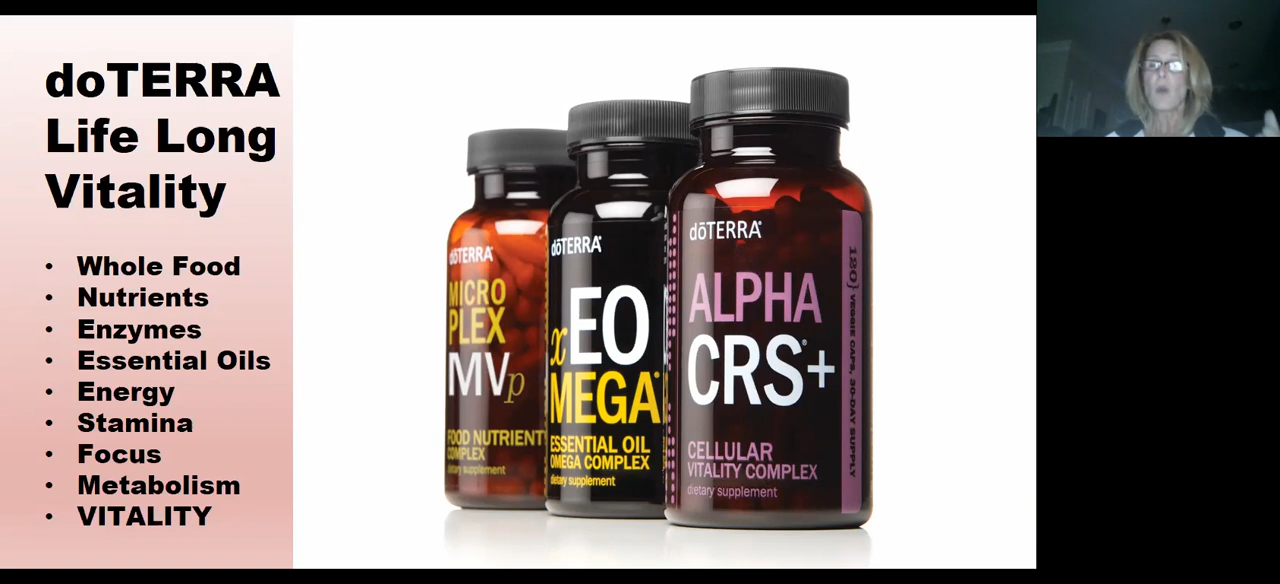 doTERRA
Life Long
Vitality
• Whole Food
• Nutrients
• Enzymes
• Essential Oils
• Energy
• Stamina
• Focus
• Metabolism
• VITALITY
dōTERRA®
MICRO
PLEX
MVp
FOOD NUTRIENT
COMPLEX
dietary supplement
dōTERRA®
xEO
MEGA®
ESSENTIAL OIL
OMEGA COMPLEX
dietary supplement
dōTERRA®
ALPHA
CRS®+
CELLULAR
VITALITY COMPLEX
dietary supplement
120} VEGGIE CAPS, 30-DAY SUPPLY